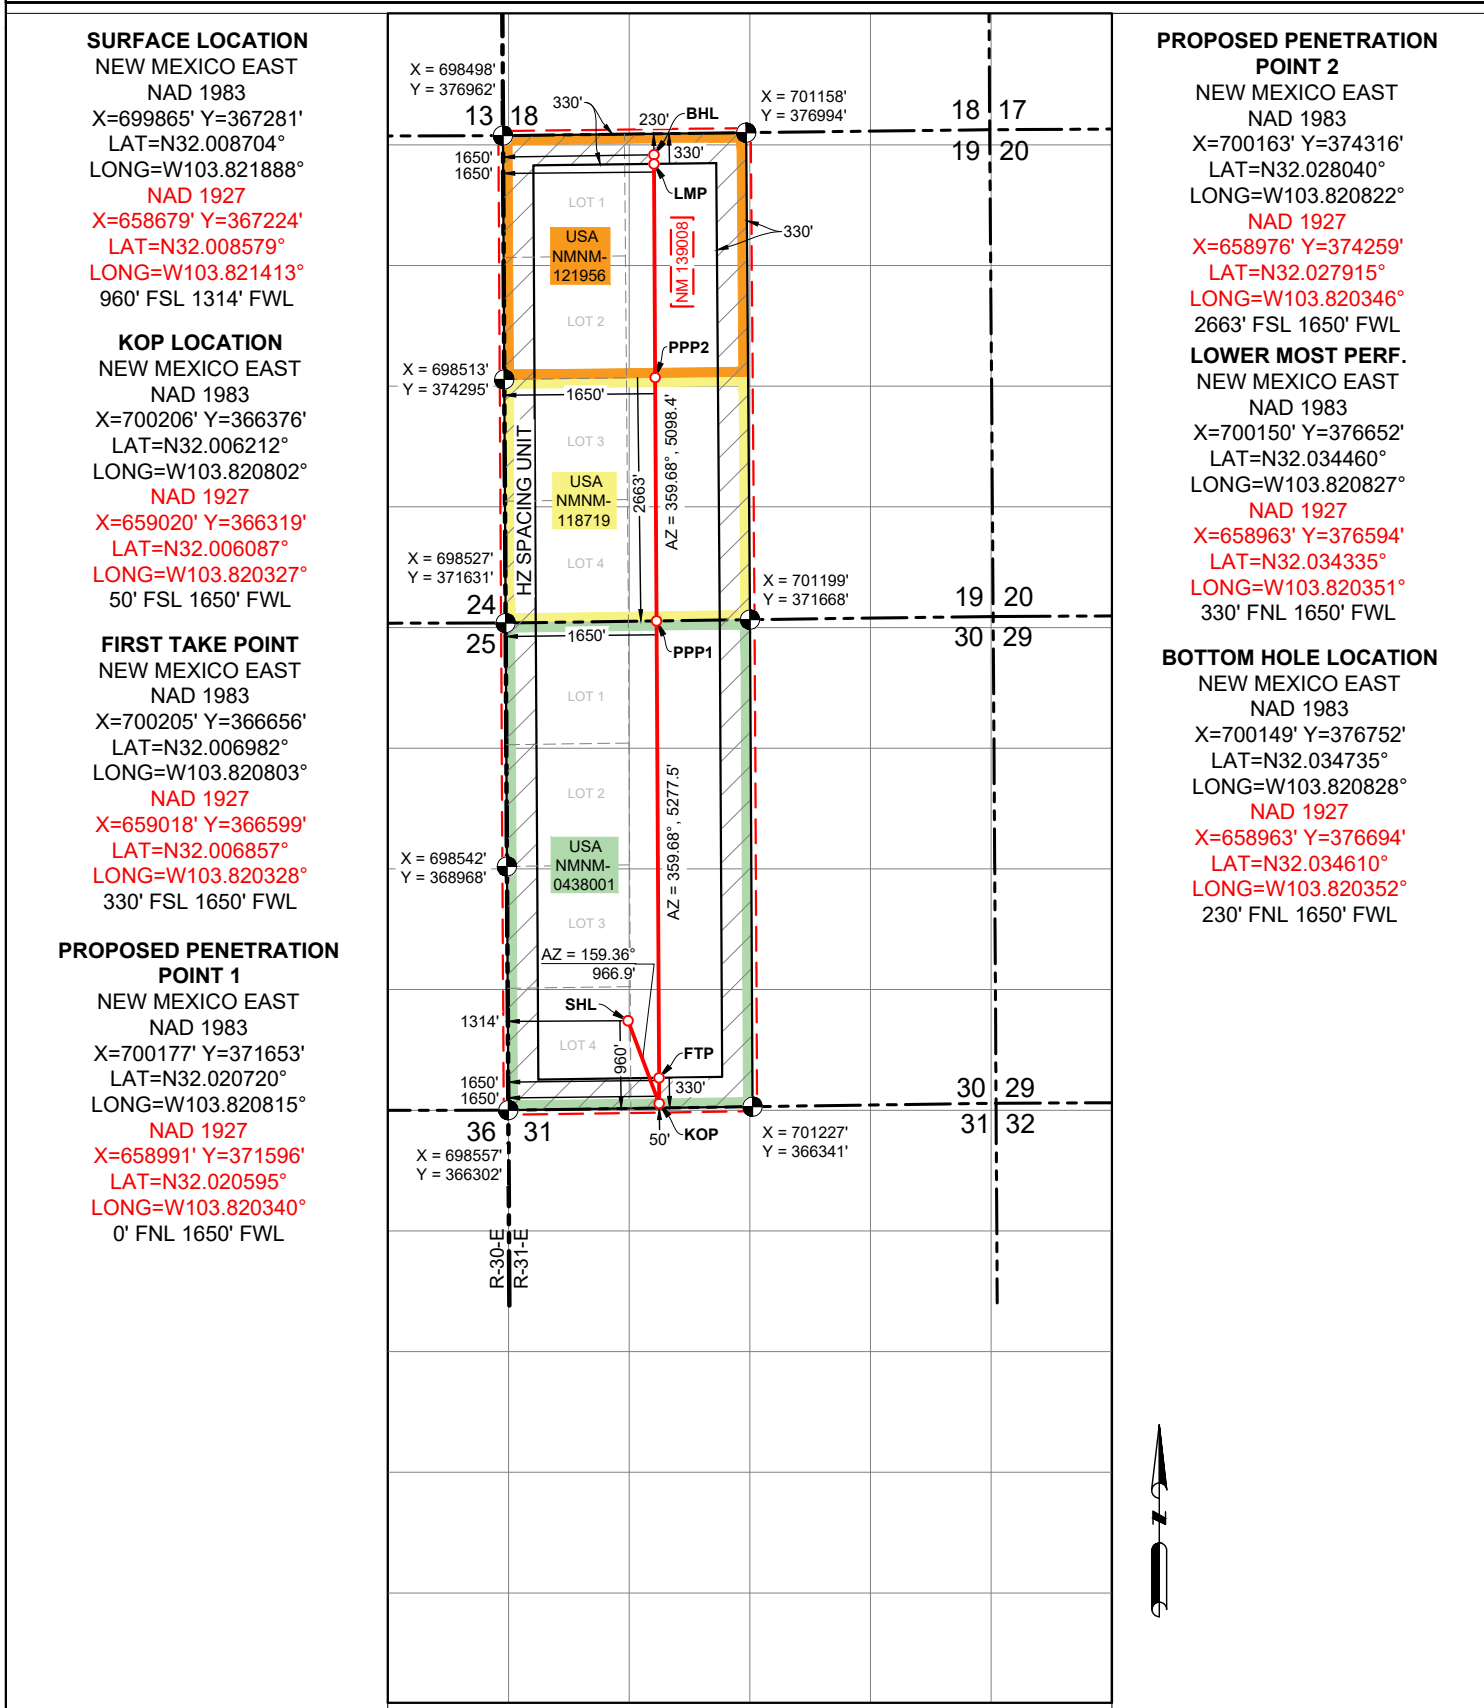 SURFACE LOCATION
NEW MEXICO EAST
NAD 1983
X=699865' Y=367281'
LAT=N32.008704°
LONG=W103.821888°
NAD 1927
X=658679' Y=367224'
LAT=N32.008579°
LONG=W103.821413°
960' FSL 1314' FWL
KOP LOCATION
NEW MEXICO EAST
NAD 1983
X=700206' Y=366376'
LAT=N32.006212°
LONG=W103.820802°
NAD 1927
X=659020' Y=366319'
LAT=N32.006087°
LONG=W103.820327°
50' FSL 1650' FWL
FIRST TAKE POINT
NEW MEXICO EAST
NAD 1983
X=700205' Y=366656'
LAT=N32.006982°
LONG=W103.820803°
NAD 1927
X=659018' Y=366599'
LAT=N32.006857°
LONG=W103.820328°
330' FSL 1650' FWL
PROPOSED PENETRATION
POINT 1
NEW MEXICO EAST
NAD 1983
X=700177' Y=371653'
LAT=N32.020720°
LONG=W103.820815°
NAD 1927
X=658991' Y=371596'
LAT=N32.020595°
LONG=W103.820340°
0' FNL 1650' FWL
X = 698498'
Y = 376962'
330'
13 18
230'
BHL
X = 701158'
Y = 376994'
18 17
19 20
1650'
1650'
330'
LMP
LOT 1
USA
NMNM-
121956
[NM 139008]
330'
LOT 2
PPP2
X = 698513'
Y = 374295'
1650'
LOT 3
HZ SPACING UNIT
USA
NMNM-
118719
2663'
AZ = 359.68°, 5098.4'
LOT 4
X = 698527'
Y = 371631'
X = 701199'
Y = 371668'
24
25
19 20
30 29
1650'
PPP1
LOT 1
LOT 2
AZ = 359.68°, 5277.5'
X = 698542'
Y = 368968'
USA
NMNM-
0438001
LOT 3
AZ = 159.36°
966.9'
SHL
1314'
960'
LOT 4
FTP
1650'
1650'
330'
36 31
50'
KOP
30 29
31 32
X = 698557'
Y = 366302'
X = 701227'
Y = 366341'
R-30-E
R-31-E
PROPOSED PENETRATION
POINT 2
NEW MEXICO EAST
NAD 1983
X=700163' Y=374316'
LAT=N32.028040°
LONG=W103.820822°
NAD 1927
X=658976' Y=374259'
LAT=N32.027915°
LONG=W103.820346°
2663' FSL 1650' FWL
LOWER MOST PERF.
NEW MEXICO EAST
NAD 1983
X=700150' Y=376652'
LAT=N32.034460°
LONG=W103.820827°
NAD 1927
X=658963' Y=376594'
LAT=N32.034335°
LONG=W103.820351°
330' FNL 1650' FWL
BOTTOM HOLE LOCATION
NEW MEXICO EAST
NAD 1983
X=700149' Y=376752'
LAT=N32.034735°
LONG=W103.820828°
NAD 1927
X=658963' Y=376694'
LAT=N32.034610°
LONG=W103.820352°
230' FNL 1650' FWL
N